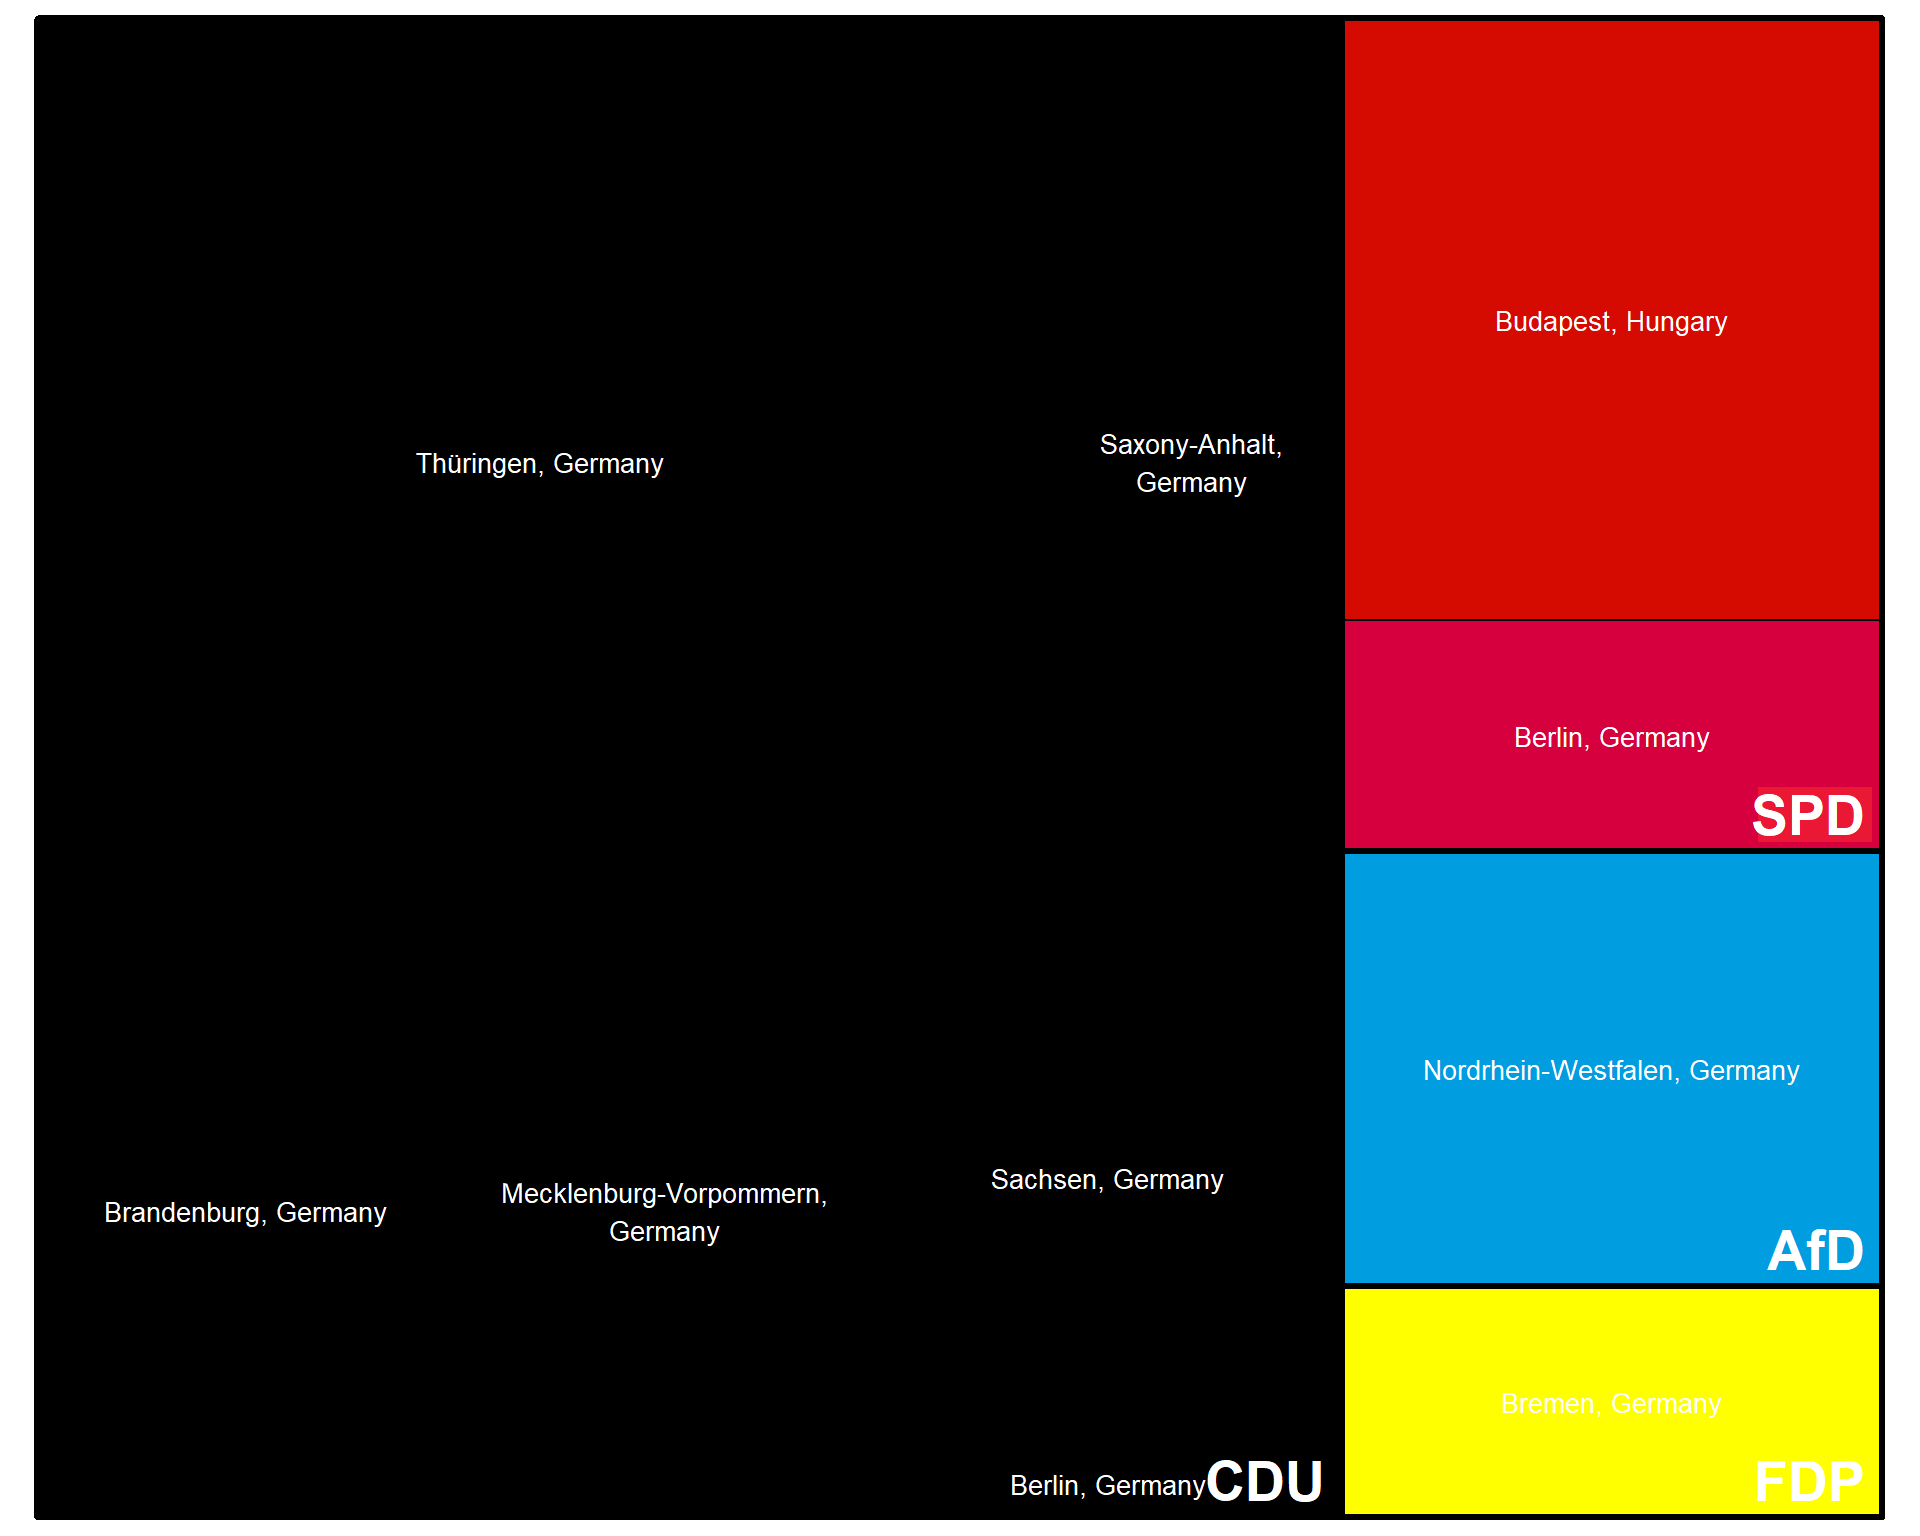 Thüringen, Germany
Saxony-Anhalt,
Germany
Budapest, Hungary
Berlin, Germany
SPD
Nordrhein-Westfalen, Germany
AfD
Brandenburg, Germany
Mecklenburg-Vorpommern,
Germany
Sachsen, Germany
Berlin, Germany
CDU
Bremen, Germany
FDP